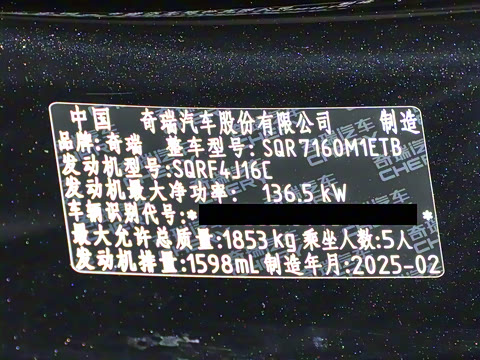 中国 奇瑞汽车股份有限公司 制造
品牌:奇瑞 整车型号:SQR7160M1ETB
发动机型号:SQRF4J16E
发动机最大净功率: 136.5 kW
车辆识别代号:* *
最大允许总质量:1853 kg 乘坐人数:5人
发动机排量:1598mL 制造年月:2025-02